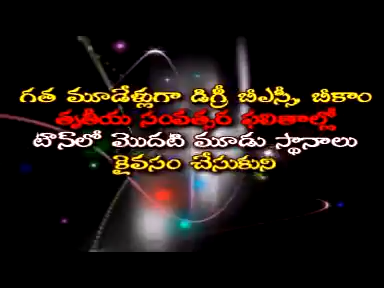 గత మూడేళ్లుగా డిగ్రీ బీఎస్సీ, బీకాం
తృతీయ సంవత్సర ఫలితాల్లో
టౌన్‌లో మొదటి మూడు స్థానాలు
కైవసం చేసుకుని